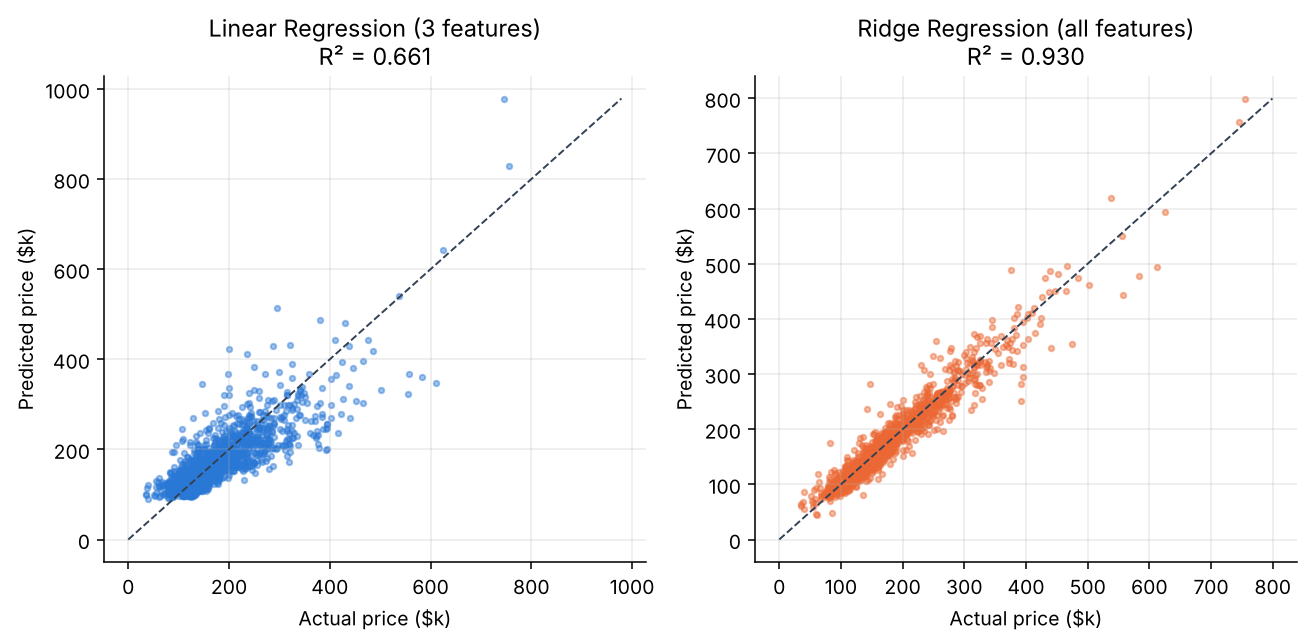 Linear Regression (3 features)
R² = 0.661
1000
800
600
400
200
0
Predicted price ($k)
0 200 400 600 800 1000
Actual price ($k)
Ridge Regression (all features)
R² = 0.930
800
700
600
500
400
300
200
100
0
Predicted price ($k)
0 100 200 300 400 500 600 700 800
Actual price ($k)